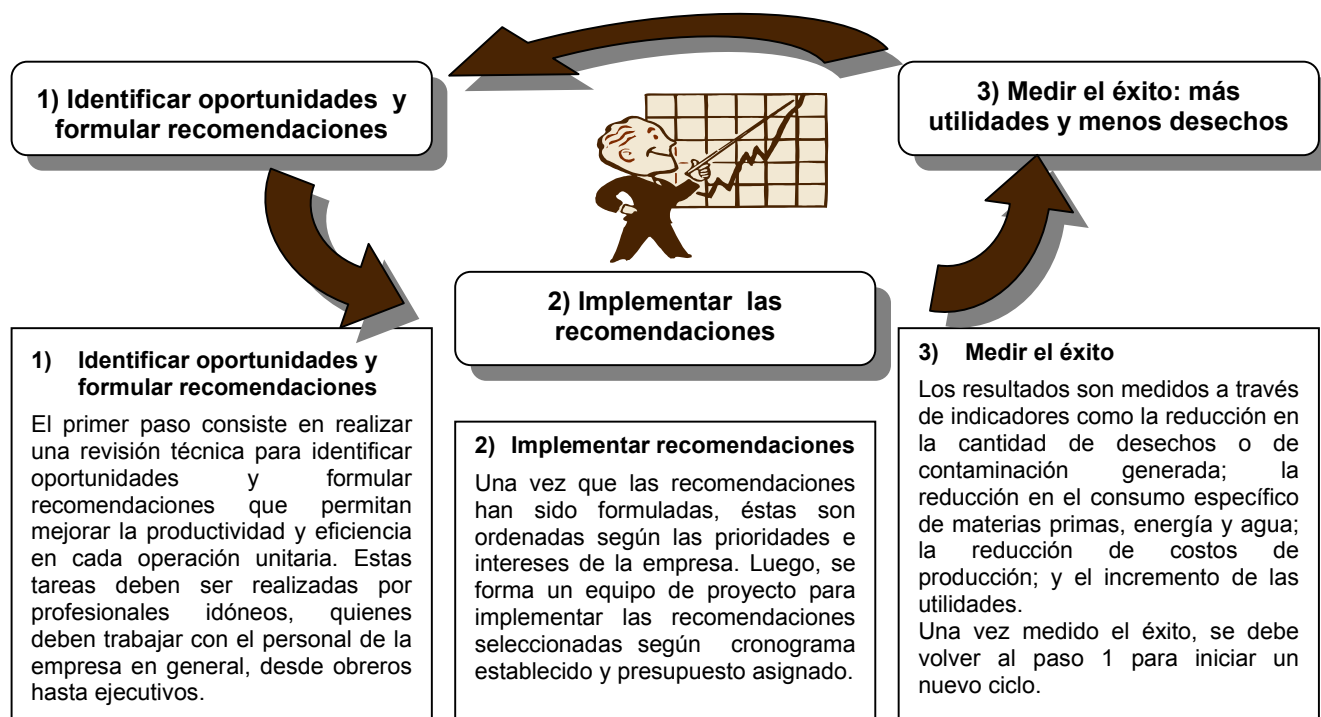 1) Identificar oportunidades y
formular recomendaciones
3) Medir el éxito: más
utilidades y menos desechos
2) Implementar las
recomendaciones
1) Identificar oportunidades y
formular recomendaciones
El primer paso consiste en realizar
una revisión técnica para identificar
oportunidades y formular
recomendaciones que permitan
mejorar la productividad y eficiencia
en cada operación unitaria. Estas
tareas deben ser realizadas por
profesionales idóneos, quienes
deben trabajar con el personal de la
empresa en general, desde obreros
hasta ejecutivos.
2) Implementar recomendaciones
Una vez que las recomendaciones
han sido formuladas, éstas son
ordenadas según las prioridades e
intereses de la empresa. Luego, se
forma un equipo de proyecto para
implementar las recomendaciones
seleccionadas según cronograma
establecido y presupuesto asignado.
3) Medir el éxito
Los resultados son medidos a través
de indicadores como la reducción en
la cantidad de desechos o de
contaminación generada; la
reducción en el consumo específico
de materias primas, energía y agua;
la reducción de costos de
producción; y el incremento de las
utilidades.
Una vez medido el éxito, se debe
volver al paso 1 para iniciar un
nuevo ciclo.